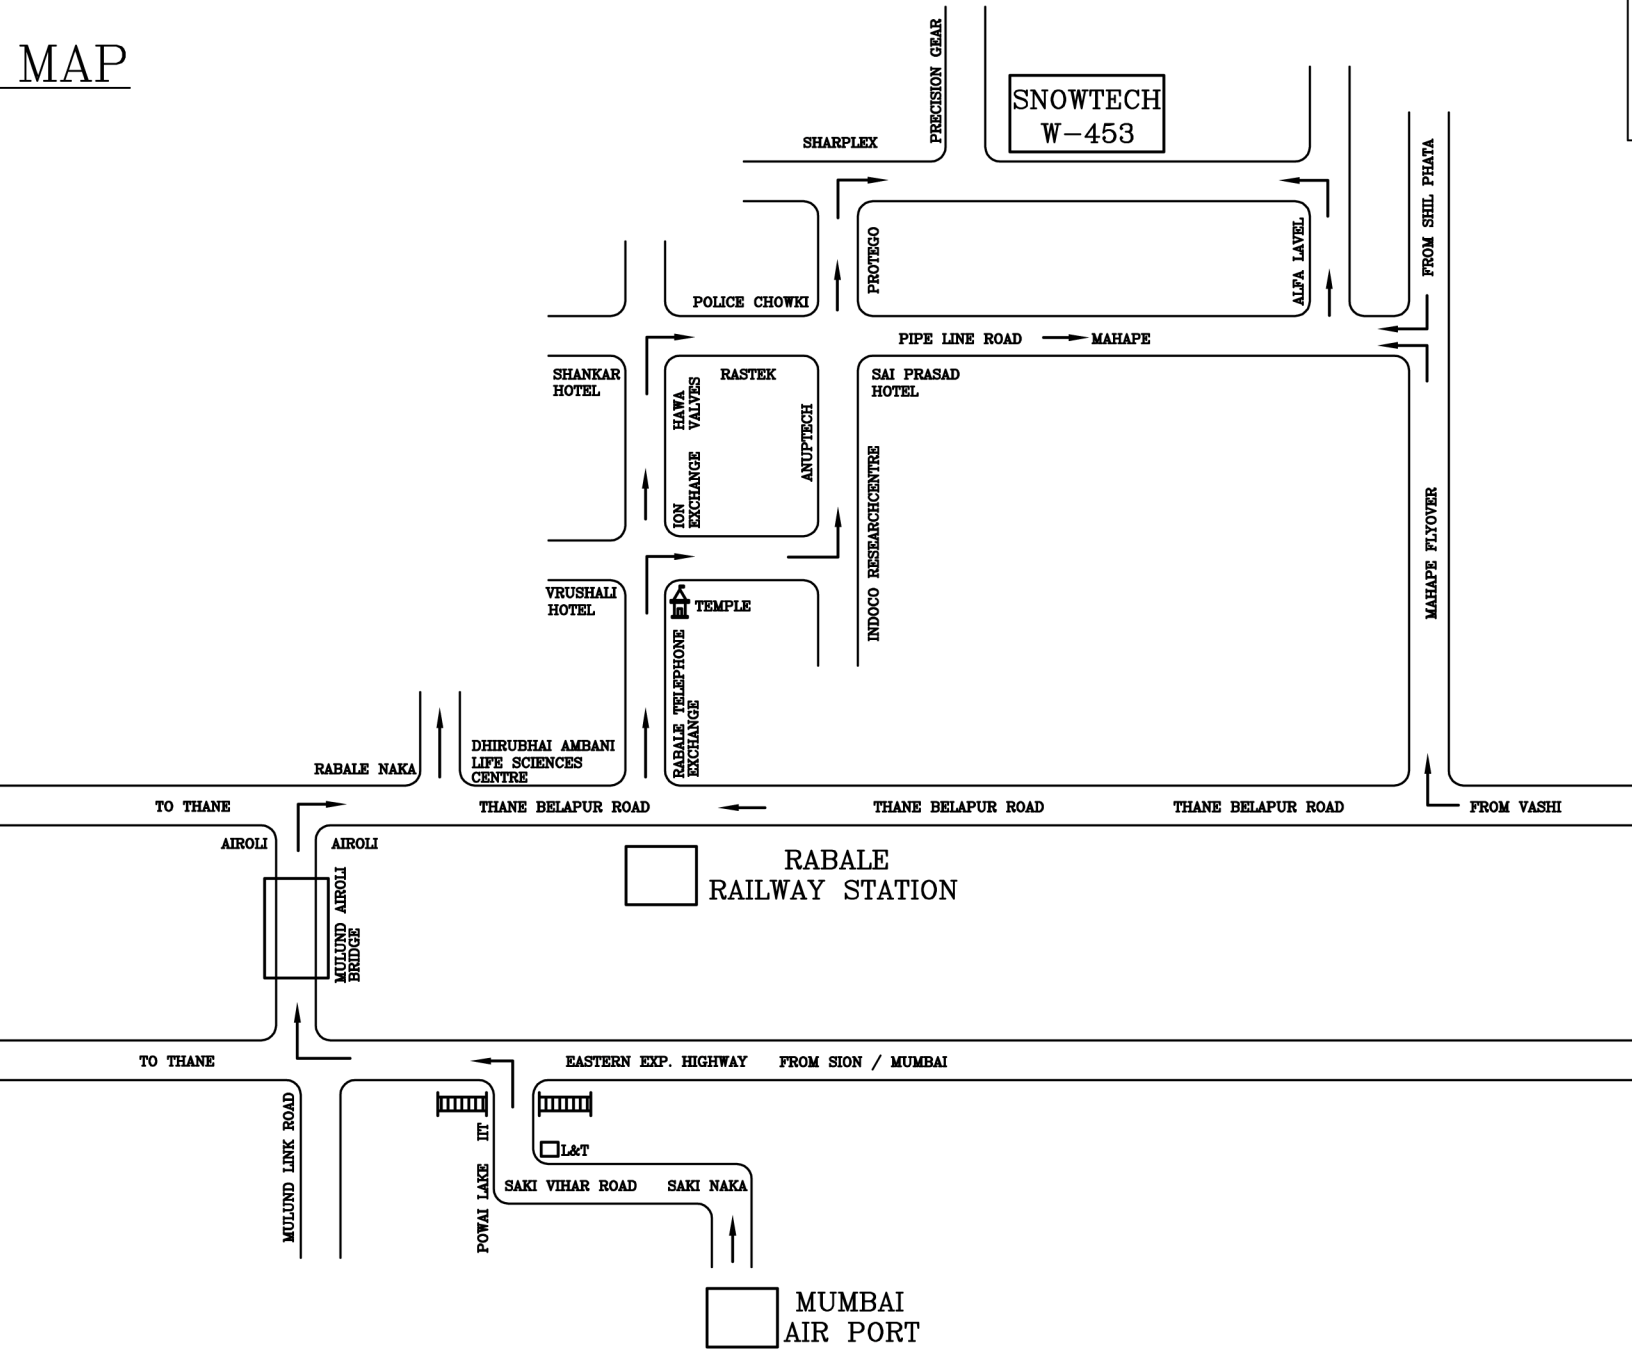 MAP
PRECISION GEAR
SNOWTECH
W-453
SHARPLEX
FROM SHIL PHATA
PROTEGO
ALFA LAVEL
POLICE CHOWKI
PIPE LINE ROAD
MAHAPE
SHANKAR
HOTEL
HAWA
VALVES
RASTEK
SAI PRASAD
HOTEL
ANUPTECH
ION
EXCHANGE
INDOCO RESEARCHCENTRE
MAHAPE FLYOVER
VRUSHALI
HOTEL
TEMPLE
RABALE TELEPHONE
EXCHANGE
DHIRUBHAI AMBANI
LIFE SCIENCES
CENTRE
RABALE NAKA
TO THANE
THANE BELAPUR ROAD
THANE BELAPUR ROAD
THANE BELAPUR ROAD
FROM VASHI
AIROLI
AIROLI
RABALE
RAILWAY STATION
MULUND AIROLI
BRIDGE
TO THANE
EASTERN EXP. HIGHWAY
FROM SION / MUMBAI
MULUND LINK ROAD
POWAI LAKE IIT
L&T
SAKI VIHAR ROAD
SAKI NAKA
MUMBAI
AIR PORT